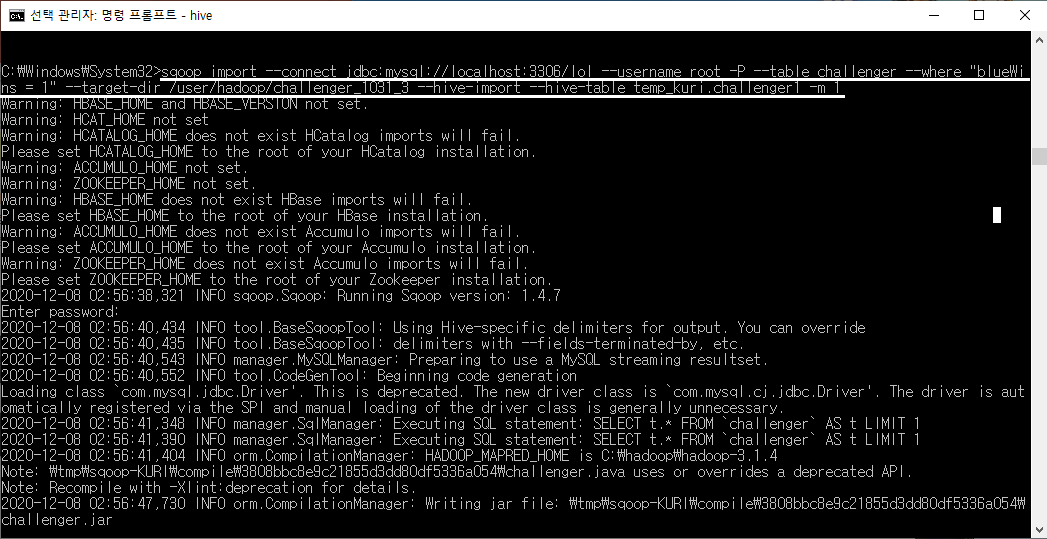 선택 관리자: 명령 프롬프트 - hive
C:\Windows\System32>sqoop import --connect jdbc:mysql://localhost:3306/lol --username root -P --table challenger --where "blueWi
ns = 1" --target-dir /user/hadoop/challenger_1031_3 --hive-import --hive-table temp_kuri.challenger1 -m 1
Warning: HBASE_HOME and HBASE_VERSION not set.
Warning: HCAT_HOME not set
Warning: HCATALOG_HOME does not exist HCatalog imports will fail.
Please set HCATALOG_HOME to the root of your HCatalog installation.
Warning: ACCUMULO_HOME not set.
Warning: ZOOKEEPER_HOME not set.
Warning: HBASE_HOME does not exist HBase imports will fail.
Please set HBASE_HOME to the root of your HBase installation.
Warning: ACCUMULO_HOME does not exist Accumulo imports will fail.
Please set ACCUMULO_HOME to the root of your Accumulo installation.
Warning: ZOOKEEPER_HOME does not exist Accumulo imports will fail.
Please set ZOOKEEPER_HOME to the root of your Zookeeper installation.
2020-12-08 02:56:38,321 INFO sqoop.Sqoop: Running Sqoop version: 1.4.7
Enter password:
2020-12-08 02:56:40,434 INFO tool.BaseSqoopTool: Using Hive-specific delimiters for output. You can override
2020-12-08 02:56:40,435 INFO tool.BaseSqoopTool: delimiters with --fields-terminated-by, etc.
2020-12-08 02:56:40,543 INFO manager.MySQLManager: Preparing to use a MySQL streaming resultset.
2020-12-08 02:56:40,552 INFO tool.CodeGenTool: Beginning code generation
Loading class `com.mysql.jdbc.Driver'. This is deprecated. The new driver class is `com.mysql.cj.jdbc.Driver'. The driver is aut
omatically registered via the SPI and manual loading of the driver class is generally unnecessary.
2020-12-08 02:56:41,348 INFO manager.SqlManager: Executing SQL statement: SELECT t.* FROM `challenger` AS t LIMIT 1
2020-12-08 02:56:41,390 INFO manager.SqlManager: Executing SQL statement: SELECT t.* FROM `challenger` AS t LIMIT 1
2020-12-08 02:56:41,404 INFO orm.CompilationManager: HADOOP_MAPRED_HOME is C:₩hadoop₩hadoop-3.1.4
Note: ₩tmp₩sqoop-KURI₩compile₩3808bbc8e9c21855d3dd80df5336a054₩challenger.java uses or overrides a deprecated API.
Note: Recompile with -Xlint:deprecation for details.
2020-12-08 02:56:47,730 INFO orm.CompilationManager: Writing jar file: ₩tmp₩sqoop-KURI₩compile₩3808bbc8e9c21855d3dd80df5336a054₩
challenger.jar